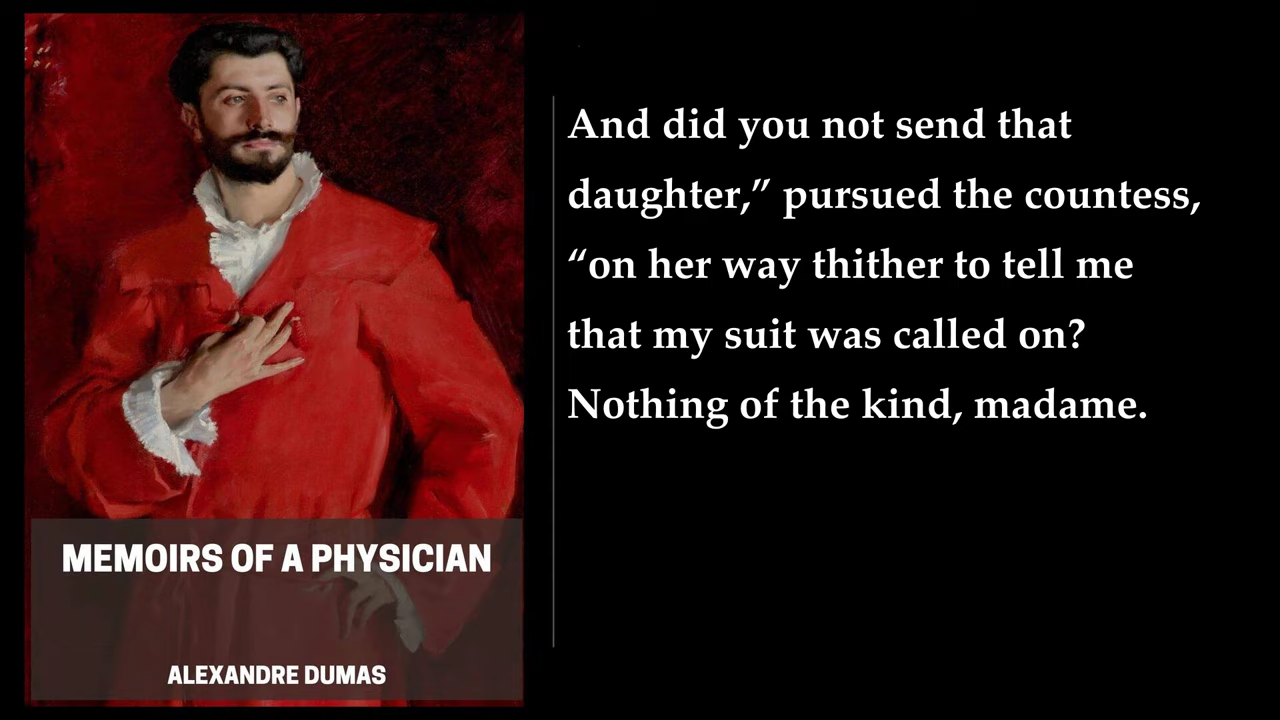 And did you not send that
daughter,” pursued the countess,
“on her way thither to tell me
that my suit was called on?
Nothing of the kind, madame.
MEMOIRS OF A PHYSICIAN
ALEXANDRE DUMAS